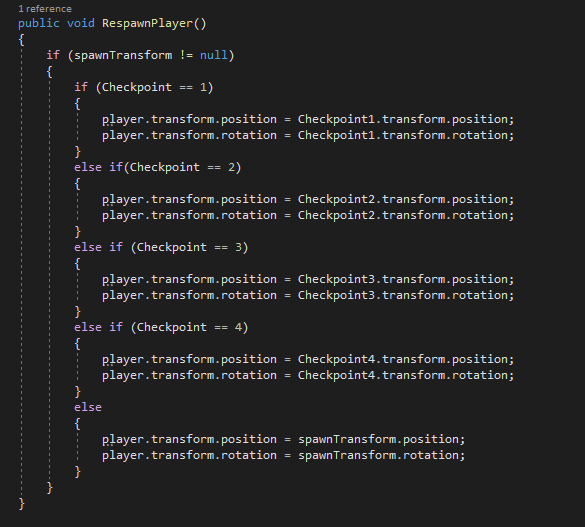 1 reference
public void RespawnPlayer()
{
if (spawnTransform != null)
{
if (Checkpoint == 1)
{
player.transform.position = Checkpoint1.transform.position;
player.transform.rotation = Checkpoint1.transform.rotation;
}
else if(Checkpoint == 2)
{
player.transform.position = Checkpoint2.transform.position;
player.transform.rotation = Checkpoint2.transform.rotation;
}
else if (Checkpoint == 3)
{
player.transform.position = Checkpoint3.transform.position;
player.transform.rotation = Checkpoint3.transform.rotation;
}
else if (Checkpoint == 4)
{
player.transform.position = Checkpoint4.transform.position;
player.transform.rotation = Checkpoint4.transform.rotation;
}
else
{
player.transform.position = spawnTransform.position;
player.transform.rotation = spawnTransform.rotation;
}
}
}